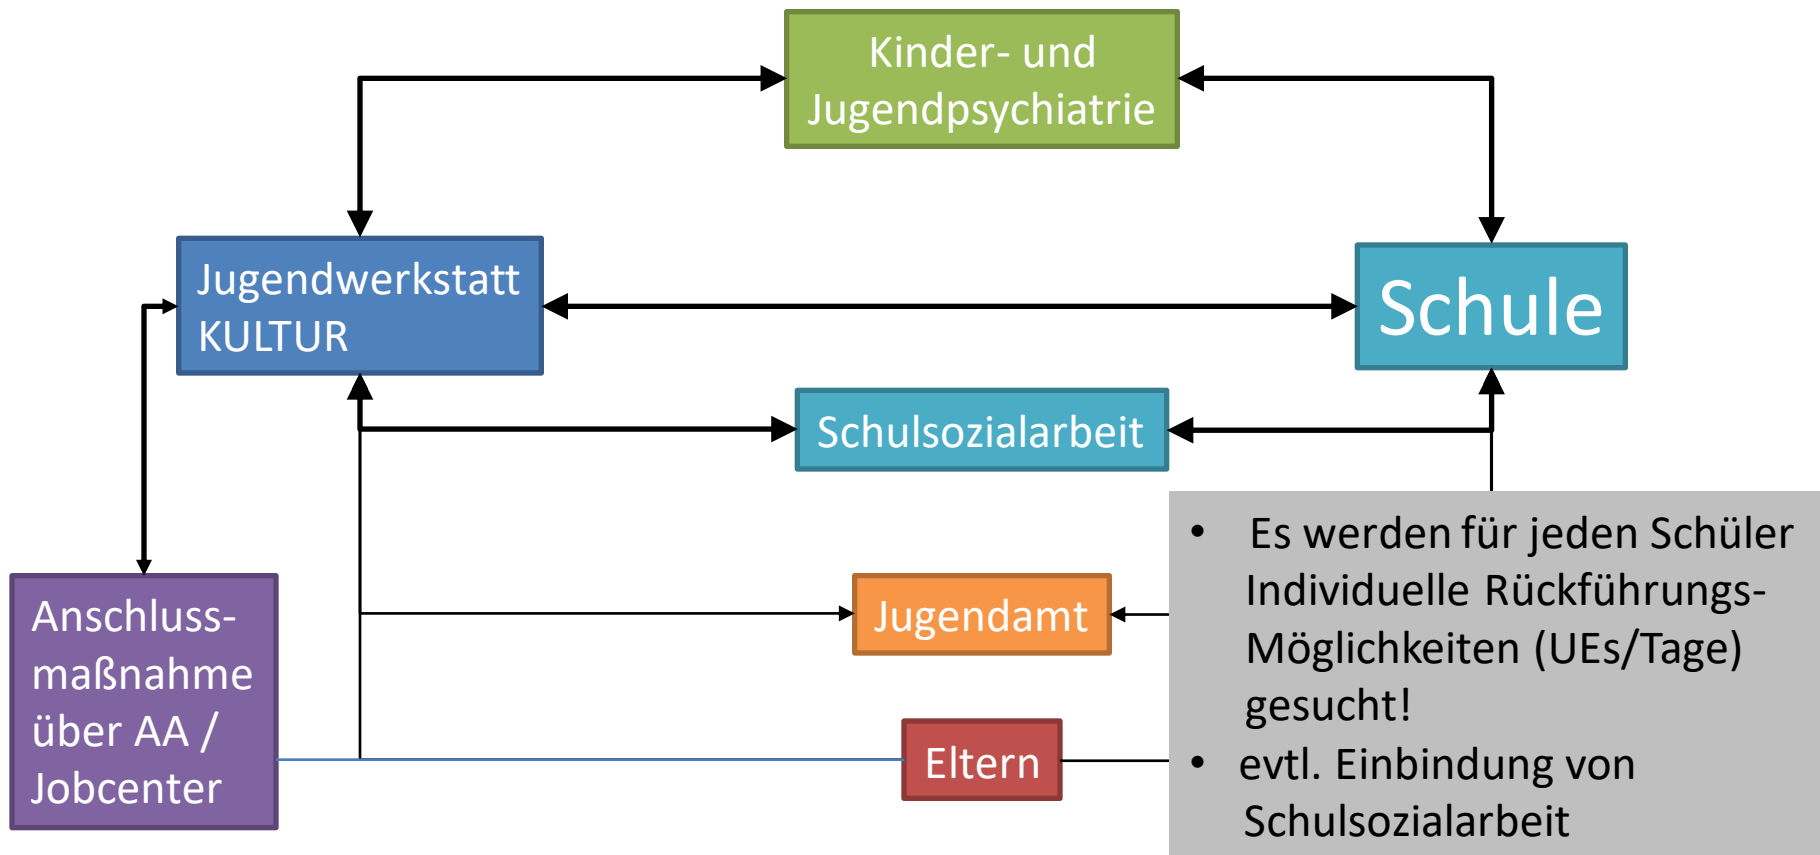 Kinder- und
Jugendpsychiatrie
Jugendwerkstatt
KULTUR
Schule
Schulsozialarbeit
Anschluss-
maßnahme
über AA /
Jobcenter
Jugendamt
Eltern
• Es werden für jeden Schüler
Individuelle Rückführungs-
Möglichkeiten (UEs/Tage)
gesucht!
• evtl. Einbindung von
Schulsozialarbeit